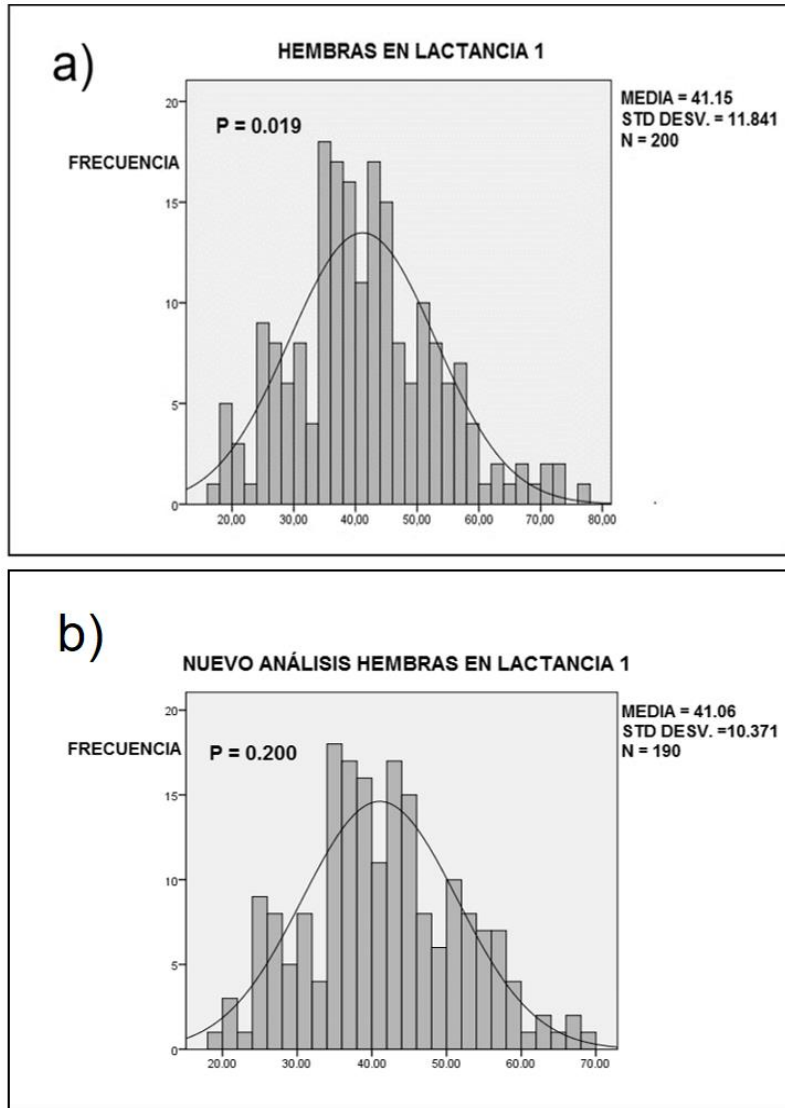 a)
HEMBRAS EN LACTANCIA 1
MEDIA = 41.15
STD DESV. = 11.841
N = 200
P = 0.019
FRECUENCIA
20
15
10
5
0
20,00 30,00 40,00 50,00 60,00 70,00 80,00
b)
NUEVO ANÁLISIS HEMBRAS EN LACTANCIA 1
MEDIA = 41.06
STD DESV. =10.371
N = 190
P = 0.200
FRECUENCIA
20
15
10
5
0
20.00 30.00 40.00 50.00 60.00 70.00